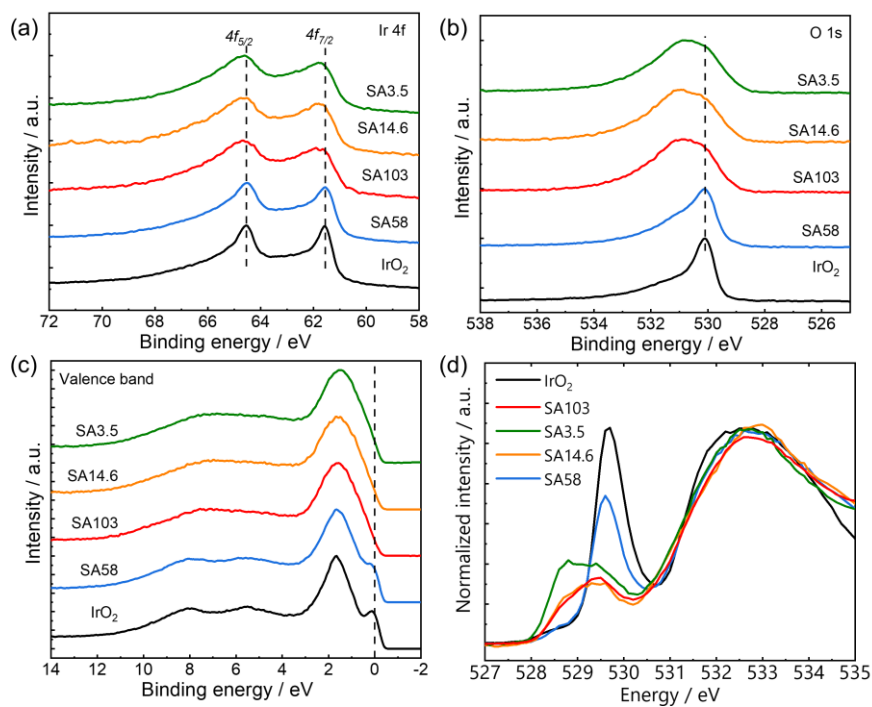 (a)
4f5/2
4f7/2
Ir 4f
SA3.5
SA14.6
SA103
SA58
IrO2
Intensity / a.u.
72 70 68 66 64 62 60 58
Binding energy / eV
(b)
O 1s
SA3.5
SA14.6
SA103
SA58
IrO2
Intensity / a.u.
538 536 534 532 530 528 526
Binding energy / eV
(c)
Valence band
SA3.5
SA14.6
SA103
SA58
IrO2
Intensity / a.u.
14 12 10 8 6 4 2 0 -2
Binding energy / eV
(d)
IrO2
SA103
SA3.5
SA14.6
SA58
Normalized intensity / a.u.
527 528 529 530 531 532 533 534 535
Energy / eV